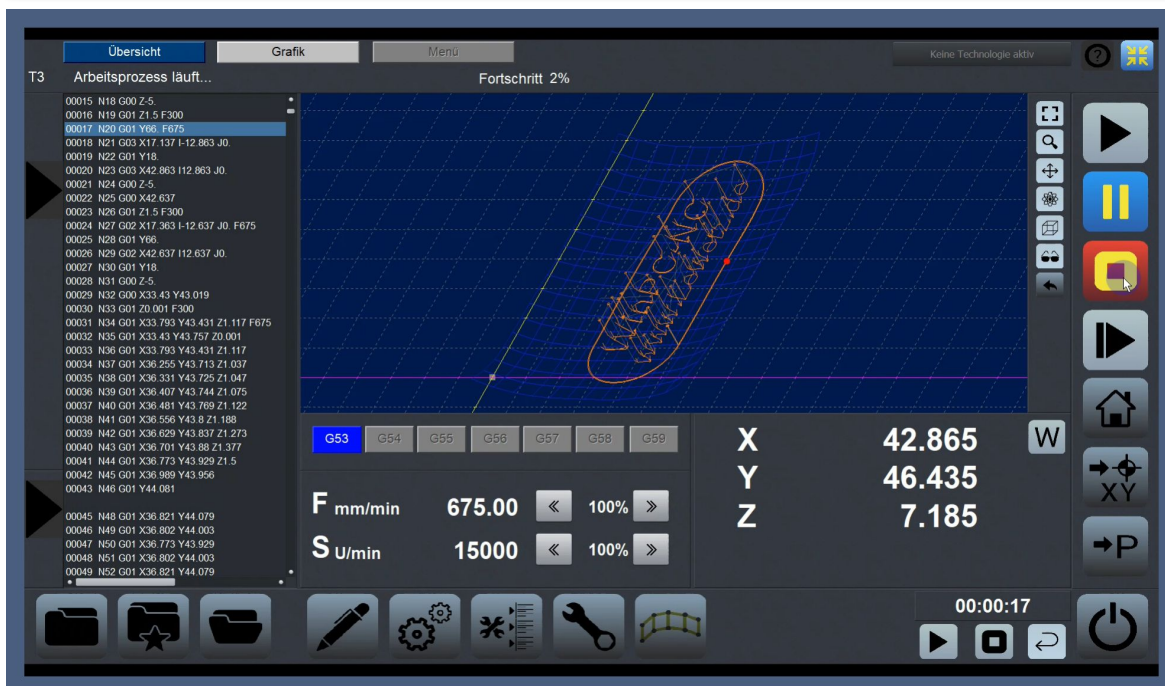 Übersicht
Grafik
Menü
Keine Technologie aktiv
T3
Arbeitsprozess läuft...
Fortschritt 2%
00015 N18 G00 Z-5.
00016 N19 G01 Z1.5 F300
00017 N20 G01 Y66. F675
00018 N21 G03 X17.137 I-12.863 J0.
00019 N22 G01 Y18.
00020 N23 G03 X42.863 I12.863 J0.
00021 N24 G00 Z-5.
00022 N25 G00 X42.637
00023 N26 G01 Z1.5 F300
00024 N27 G02 X17.363 I-12.637 J0. F675
00025 N28 G01 Y66.
00026 N29 G02 X42.637 I12.637 J0.
00027 N30 G01 Y18.
00028 N31 G00 Z-5.
00029 N32 G00 X33.43 Y43.019
00030 N33 G01 Z0.001 F300
00031 N34 G01 X33.793 Y43.431 Z1.117 F675
00032 N35 G01 X33.43 Y43.757 Z0.001
00033 N36 G01 X33.793 Y43.431 Z1.117
00034 N37 G01 X36.255 Y43.713 Z1.037
00035 N38 G01 X36.331 Y43.725 Z1.047
00036 N39 G01 X36.407 Y43.744 Z1.075
00037 N40 G01 X36.481 Y43.769 Z1.122
00038 N41 G01 X36.556 Y43.8 Z1.188
00039 N42 G01 X36.629 Y43.837 Z1.273
00040 N43 G01 X36.701 Y43.88 Z1.377
00041 N44 G01 X36.773 Y43.929 Z1.5
00042 N45 G01 X36.989 Y43.956
00043 N46 G01 Y44.081
00045 N48 G01 X36.821 Y44.079
00046 N49 G01 X36.802 Y44.003
00047 N50 G01 X36.773 Y43.929
00048 N51 G01 X36.802 Y44.003
00049 N52 G01 X36.821 Y44.079
G53 G54 G55 G56 G57 G58 G59
F mm/min 675.00 100%
S U/min 15000 100%
X 42.865
Y 46.435
Z 7.185
W
XY
P
00:00:17